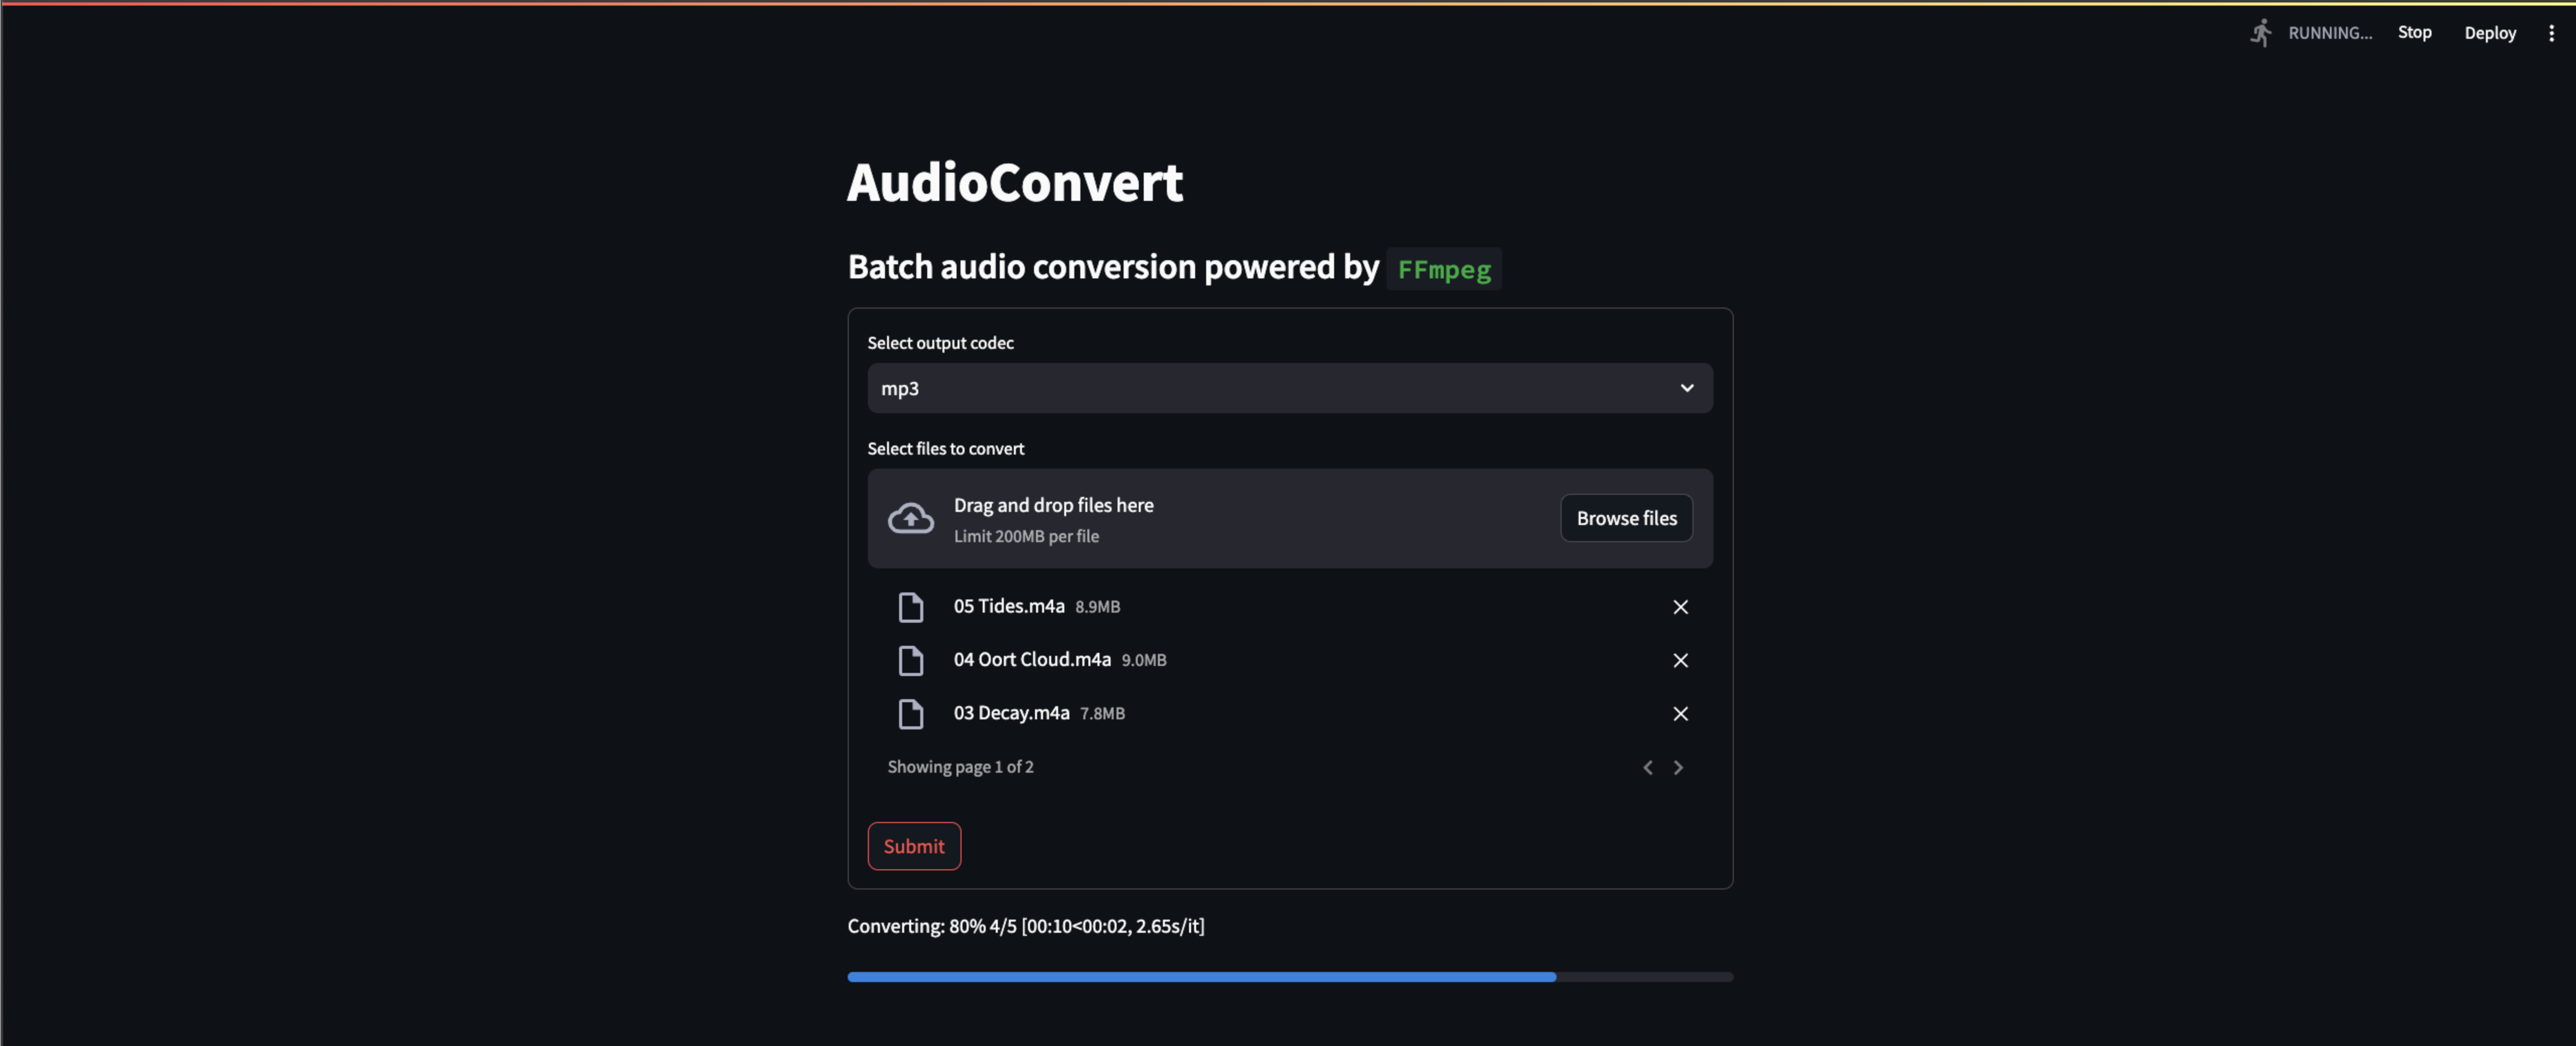 RUNNING... Stop Deploy
AudioConvert
Batch audio conversion powered by FFmpeg
Select output codec
mp3
Select files to convert
Drag and drop files here
Limit 200MB per file
Browse files
05 Tides.m4a 8.9MB
04 Oort Cloud.m4a 9.0MB
03 Decay.m4a 7.8MB
Showing page 1 of 2
Submit
Converting: 80% 4/5 [00:10<00:02, 2.65s/it]